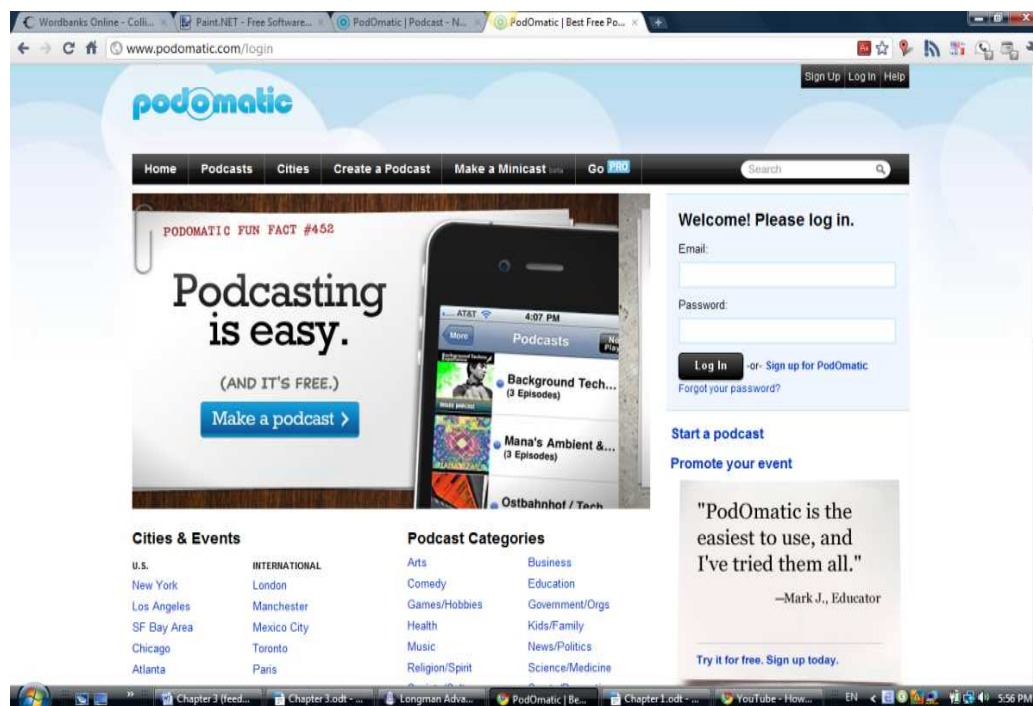 Wordbanks Online - Colli...
Paint.NET - Free Software...
PodOmatic | Podcast - N...
PodOmatic | Best Free Po...
www.podomatic.com/login
Sign Up Log In Help
podomatic
Home Podcasts Cities Create a Podcast Make a Minicast beta Go PRO
Search
PODOMATIC FUN FACT #452
Podcasting
is easy.
(AND IT'S FREE.)
Make a podcast >
AT&T 4:07 PM
More Podcasts
Background Tech...
(3 Episodes)
Mana's Ambient &...
(3 Episodes)
Ostbahnhof / Tech
Welcome! Please log in.
Email:
Password:
Log In -or- Sign up for PodOmatic
Forgot your password?
Start a podcast
Promote your event
"PodOmatic is the
easiest to use, and
I've tried them all."
—Mark J., Educator
Try it for free. Sign up today.
Cities & Events
U.S. INTERNATIONAL
New York London
Los Angeles Manchester
SF Bay Area Mexico City
Chicago Toronto
Atlanta Paris
Podcast Categories
Arts Business
Comedy Education
Games/Hobbies Government/Orgs
Health Kids/Family
Music News/Politics
Religion/Spirit Science/Medicine
Chapter 3 (feed... Chapter 3.odt - ... Longman Adva... PodOmatic | Be... Chapter 1.odt - ... YouTube - How... EN 5:56 PM